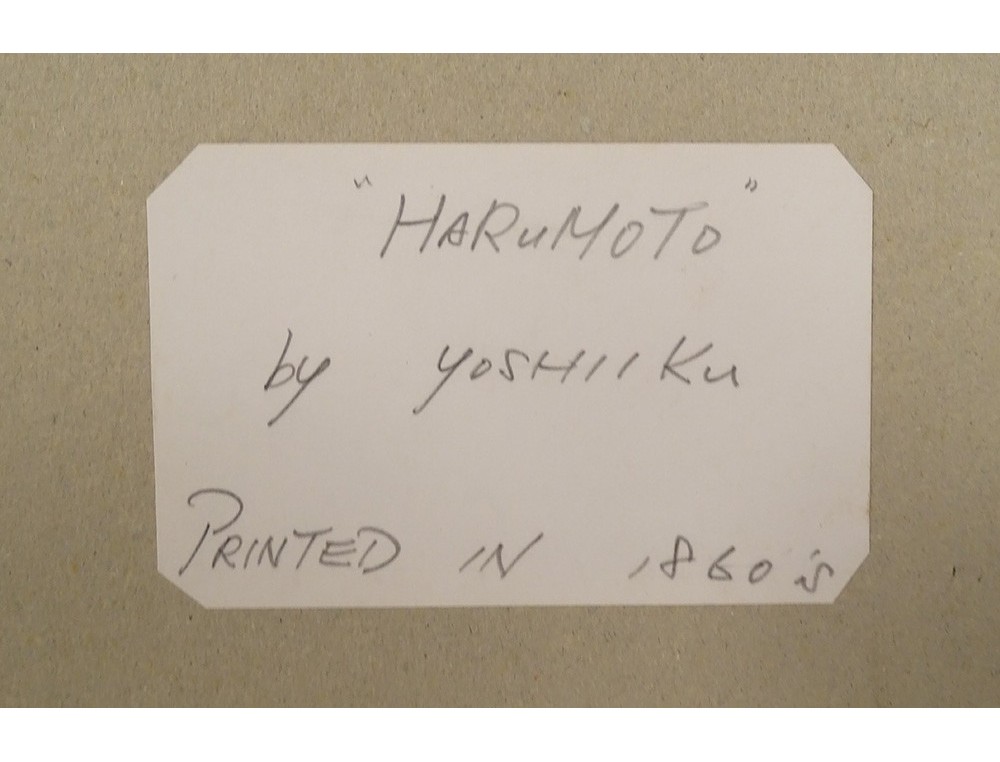 "HARuMOTO"
by YOSHIIKu
PRINTED IN 1860's